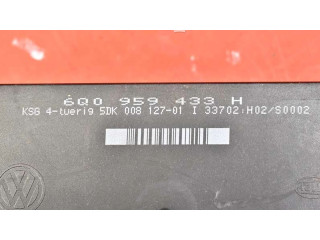 6Q0 959 433 H
KSG 4-tuerig 5DK 008 127-01 I 33702:H02/S0002